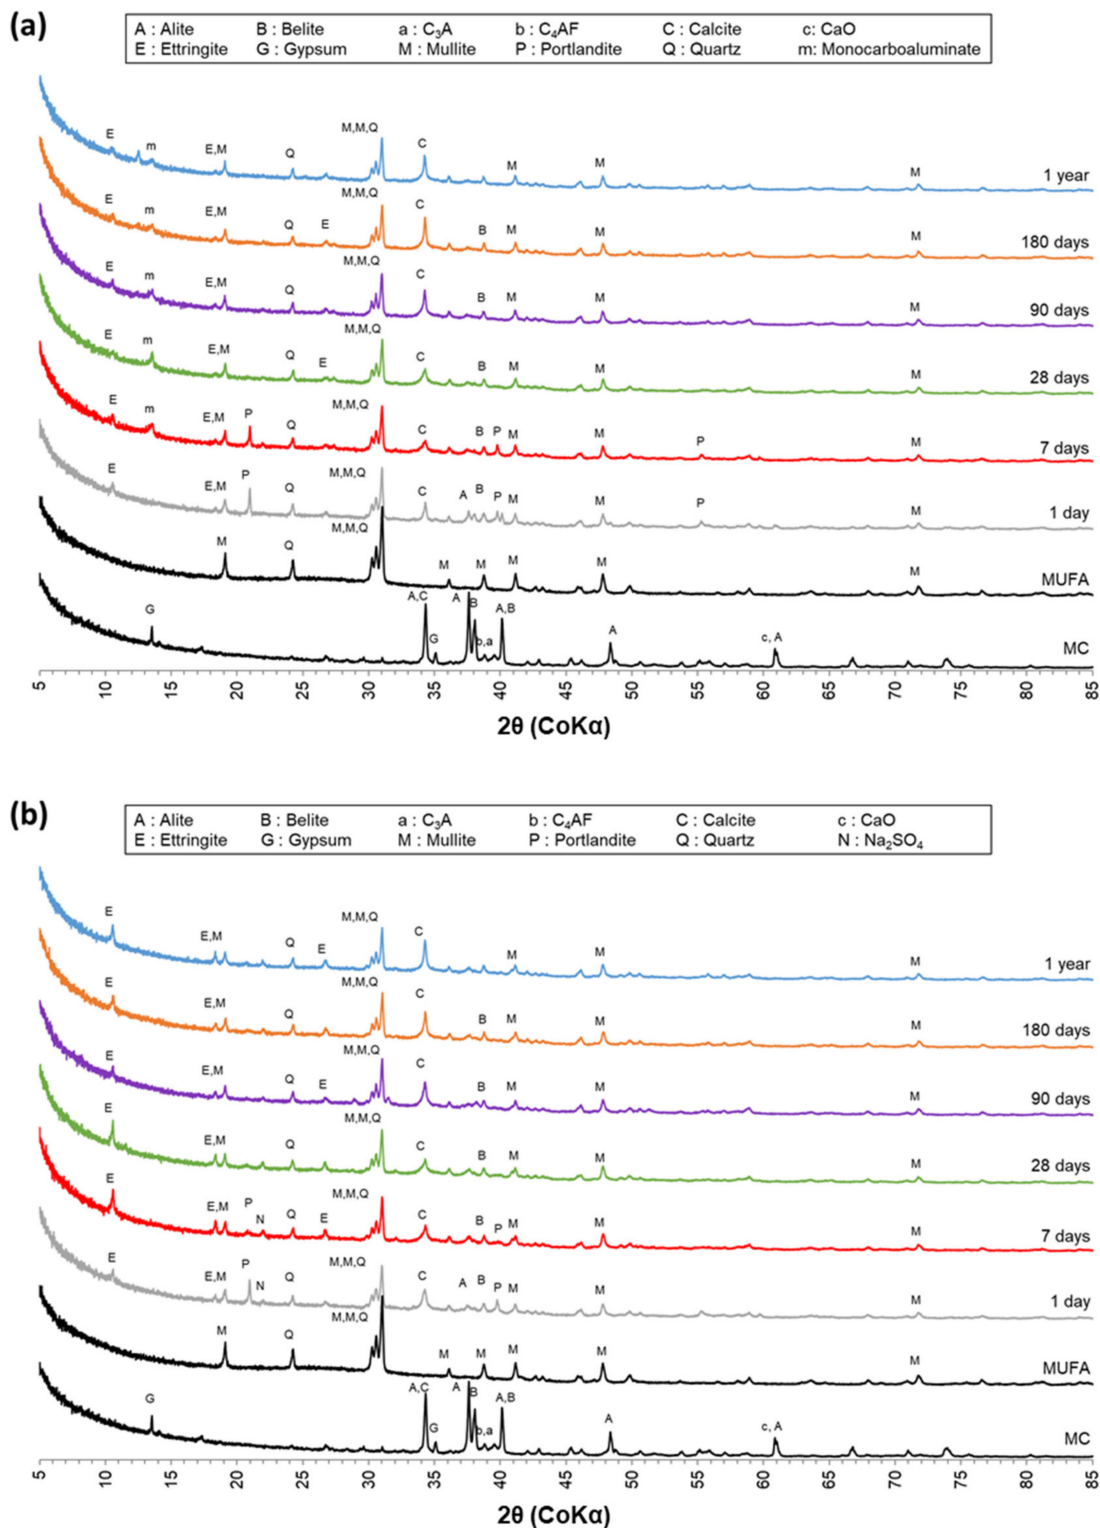 (a)
A : Alite B : Belite a : C₃A b : C₄AF C : Calcite c: CaO
E : Ettringite G : Gypsum M : Mullite P : Portlandite Q : Quartz m: Monocarboaluminate
E m E,M Q M,M,Q C M M M 1 year
E m E,M Q E M,M,Q C B M M M 180 days
E m E,M Q M,M,Q C B M M M 90 days
E m E,M Q E M,M,Q C B M M M 28 days
E m E,M P Q M,M,Q C B P M M P M 7 days
E E,M P Q M,M,Q C A B P M M P M 1 day
M Q M,M,Q M M M M M MUFA
G A,C G A B b,a A,B A c, A MC
5 10 15 20 25 30 35 40 45 50 55 60 65 70 75 80 85
2θ (CoKα)
(b)
A : Alite B : Belite a : C₃A b : C₄AF C : Calcite c : CaO
E : Ettringite G : Gypsum M : Mullite P : Portlandite Q : Quartz N : Na₂SO₄
E E,M Q E M,M,Q C M M M 1 year
E E,M Q M,M,Q C B M M M 180 days
E E,M Q E M,M,Q C B M M M 90 days
E E,M Q M,M,Q C B M M M 28 days
E E,M P N Q E M,M,Q C B P M M M 7 days
E E,M P N Q M,M,Q C A B P M M M 1 day
M Q M,M,Q M M M M M MUFA
G A,C G A B b,a A,B A c, A MC
5 10 15 20 25 30 35 40 45 50 55 60 65 70 75 80 85
2θ (CoKα)